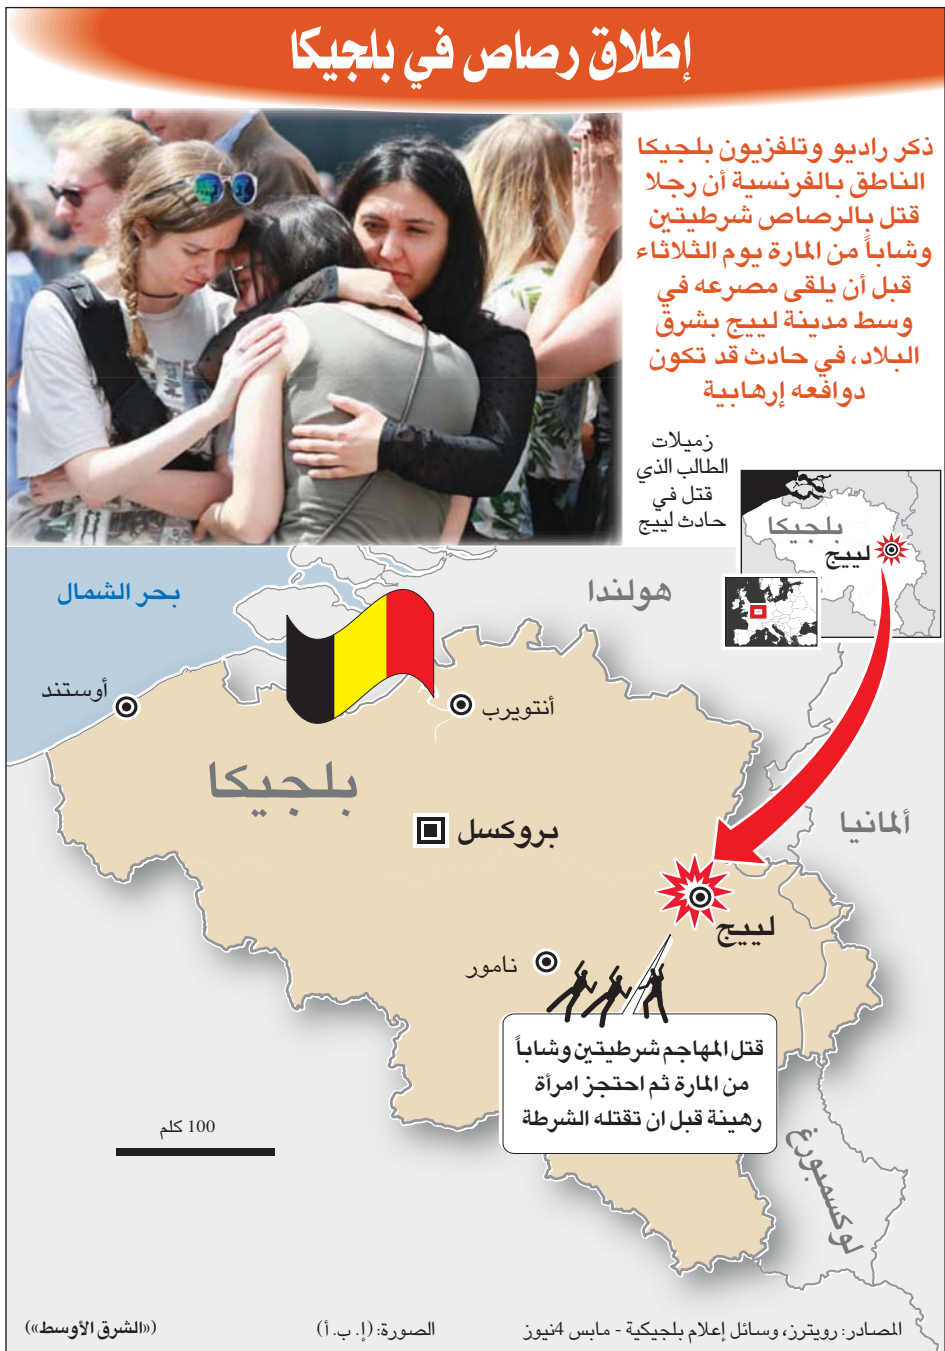 إطلاق رصاص في بلجيكا
ذكر راديو وتلفزيون بلجيكا
الناطق بالفرنسية أن رجلا
قتل بالرصاص شرطيتين
وشاباً من المارة يوم الثلاثاء
قبل أن يلقى مصرعه في
وسط مدينة لييج بشرق
البلاد، في حادث قد تكون
دوافعه إرهابية
زميلات
الطالب الذي
قتل في
حادث لييج
بلجيكا
لييج
بحر الشمال
هولندا
أوستند
أنتويرب
بلجيكا
ألمانيا
بروكسل
لييج
نامور
قتل المهاجم شرطيتين وشاباً
من المارة ثم احتجز امرأة
رهينة قبل ان تقتله الشرطة
100 كلم
لوكسمبورغ
المصادر: رويترز، وسائل إعلام بلجيكية - مابس 4نيوز
الصورة: (إ. ب. أ)
(«الشرق الأوسط»)